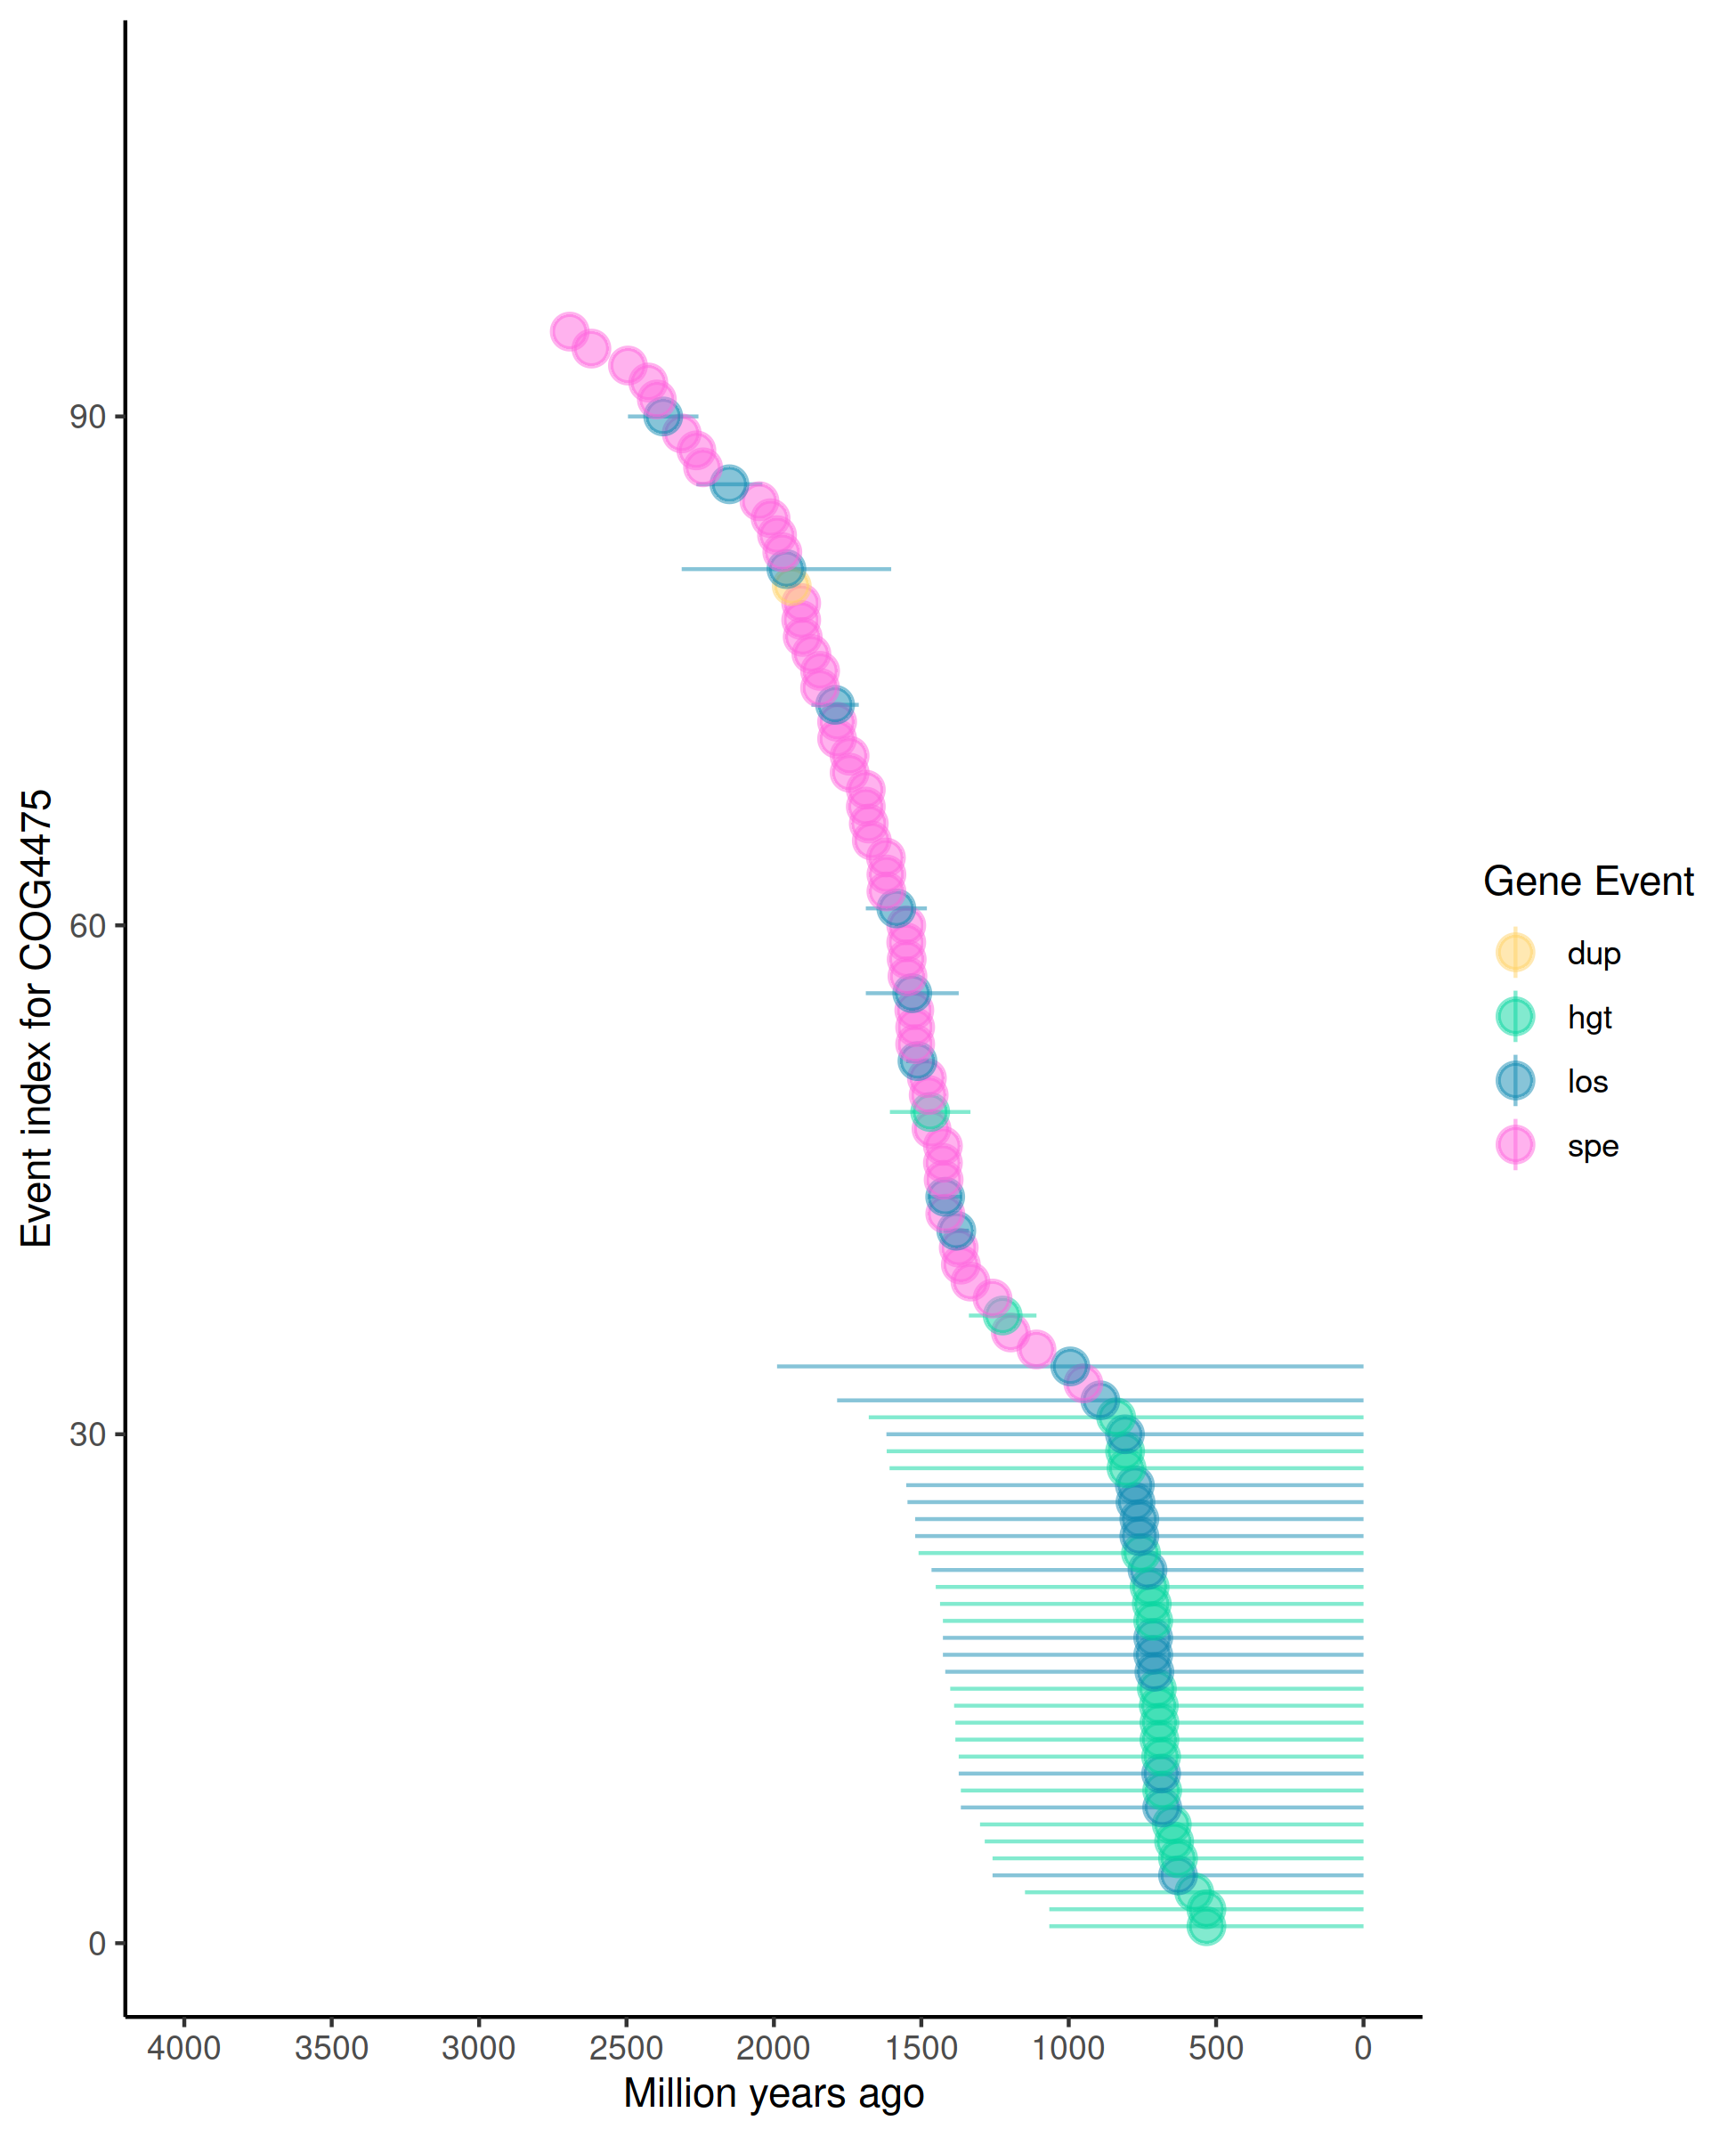 Event index for COG4475
90
60
30
0
4000 3500 3000 2500 2000 1500 1000 500 0
Million years ago
Gene Event
dup
hgt
los
spe